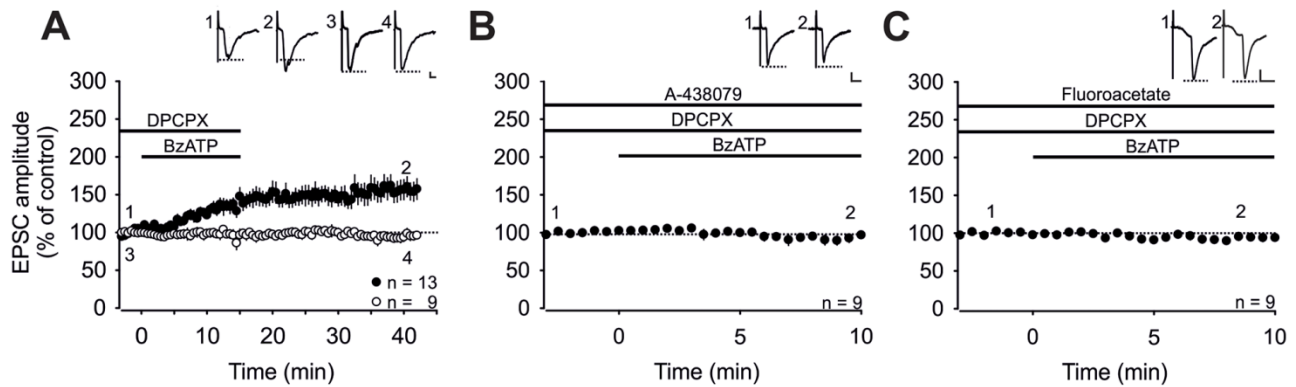 A
1 2 3 4
EPSC amplitude
(% of control)
300
250
200
150
100
50
0
DPCPX
BzATP
1
2
3
4
n = 13
n = 9
0 10 20 30 40
Time (min)
B
1 2
300
250
200
150
100
50
0
A-438079
DPCPX
BzATP
1 2
n = 9
0 5 10
Time (min)
C
1 2
300
250
200
150
100
50
0
Fluoroacetate
DPCPX
BzATP
1 2
n = 9
0 5 10
Time (min)